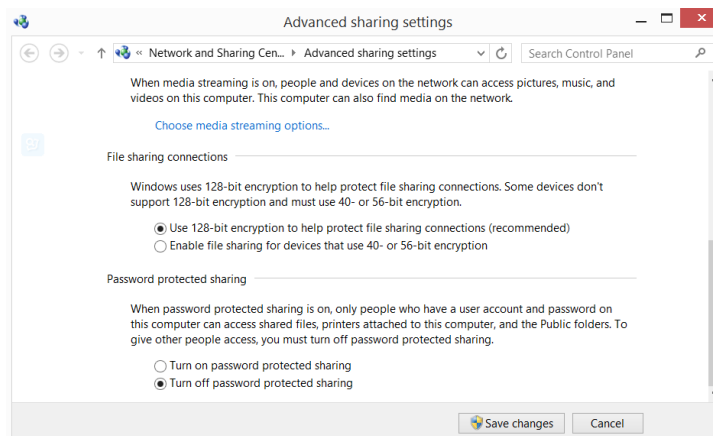 Advanced sharing settings
« Network and Sharing Cen... Advanced sharing settings Search Control Panel
When media streaming is on, people and devices on the network can access pictures, music, and
videos on this computer. This computer can also find media on the network.
Choose media streaming options...
File sharing connections
Windows uses 128-bit encryption to help protect file sharing connections. Some devices don't
support 128-bit encryption and must use 40- or 56-bit encryption.
Use 128-bit encryption to help protect file sharing connections (recommended)
Enable file sharing for devices that use 40- or 56-bit encryption
Password protected sharing
When password protected sharing is on, only people who have a user account and password on
this computer can access shared files, printers attached to this computer, and the Public folders. To
give other people access, you must turn off password protected sharing.
Turn on password protected sharing
Turn off password protected sharing
Save changes Cancel